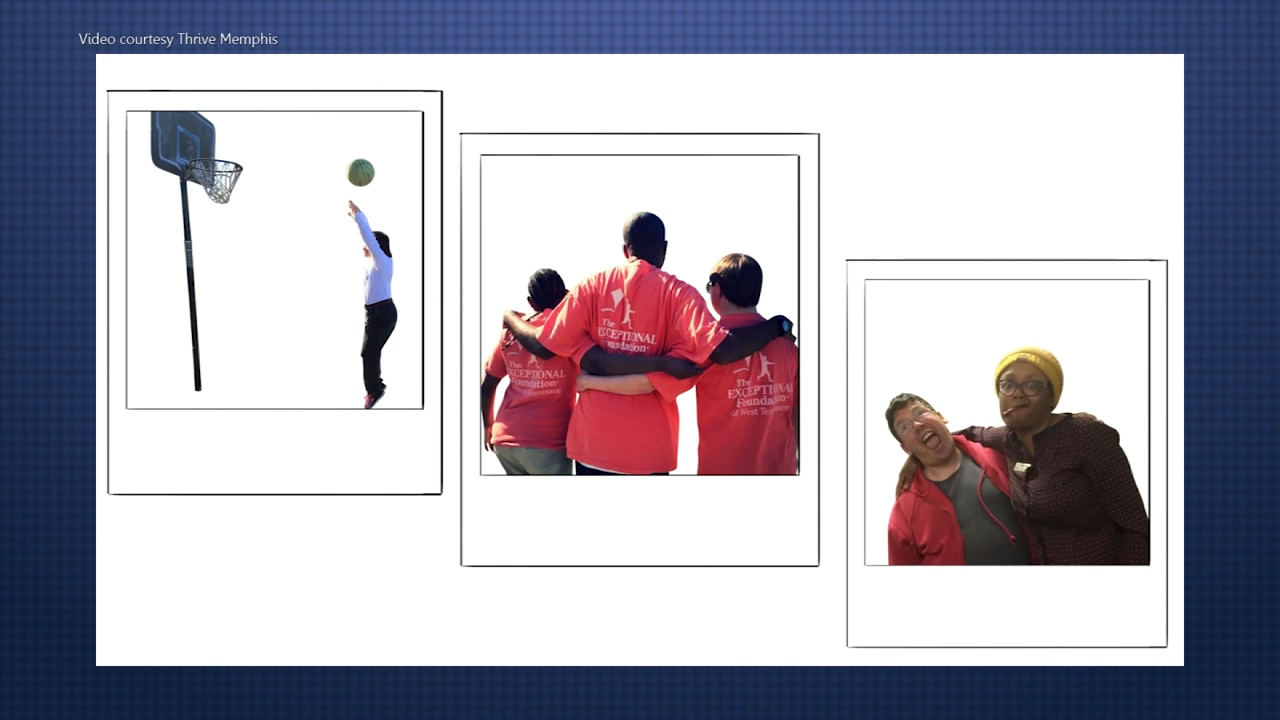 Video courtesy Thrive Memphis
The
EXCEPTIONAL
Foundation
The
EXCEPTIONAL
Foundation
The
EXCEPTIONAL
Foundation
of West Tennessee